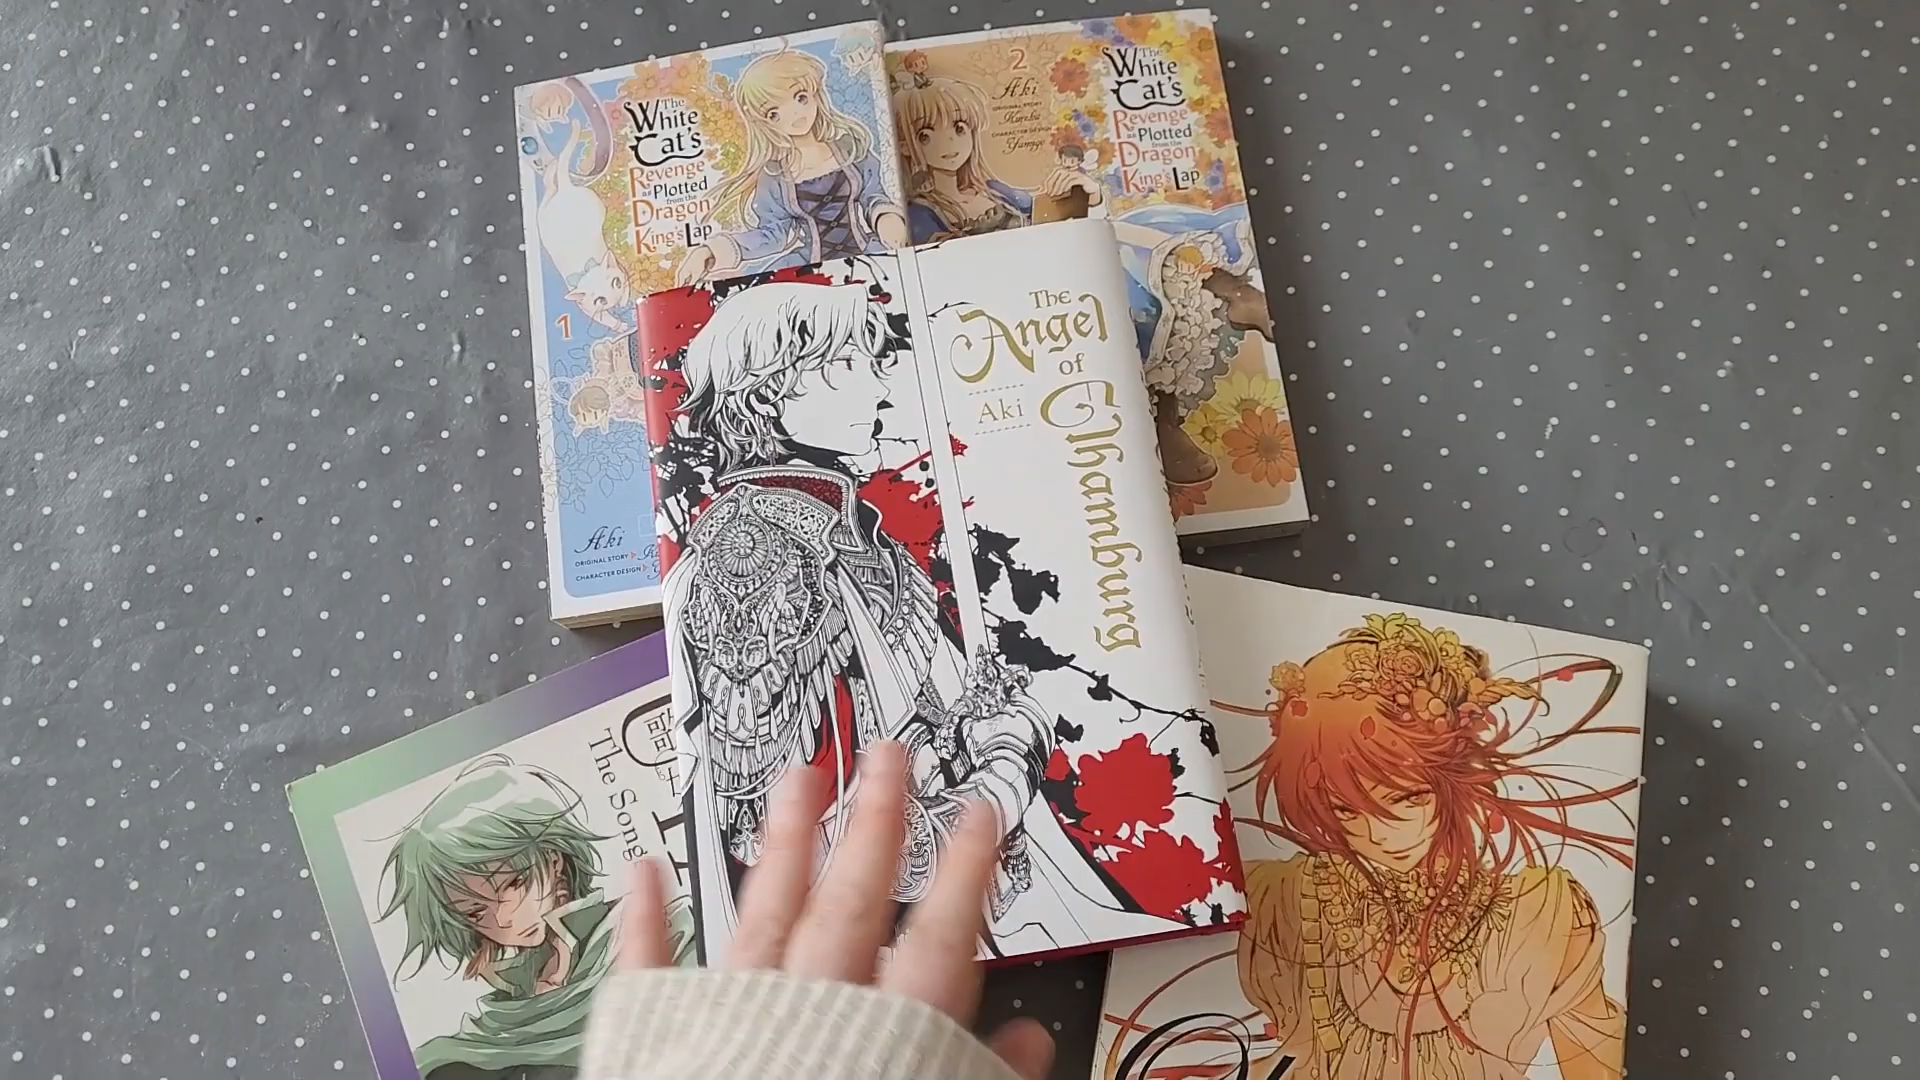 The
White
Cat's
Revenge
as Plotted
from the
Dragon
King's Lap
1
Aki
ORIGINAL STORY
CHARACTER DESIGN
2
Aki
ORIGINAL STORY
Kureha
CHARACTER DESIGN
Yamigo
The
White
Cat's
Revenge
as Plotted
from the
Dragon
King's Lap
The
Angel
of
Elhamburg
Aki
歌
The Song